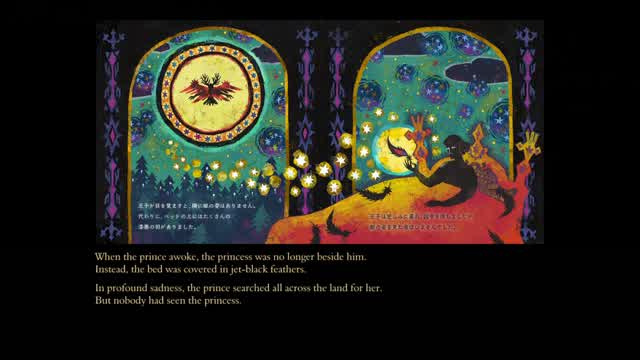 王子が目を覚ますと、隣に姫の姿はありません。
代わりに、ベッドの上にはたくさんの
漆黒の羽がありました。
When the prince awoke, the princess was no longer beside him.
Instead, the bed was covered in jet-black feathers.
In profound sadness, the prince searched all across the land for her.
But nobody had seen the princess.